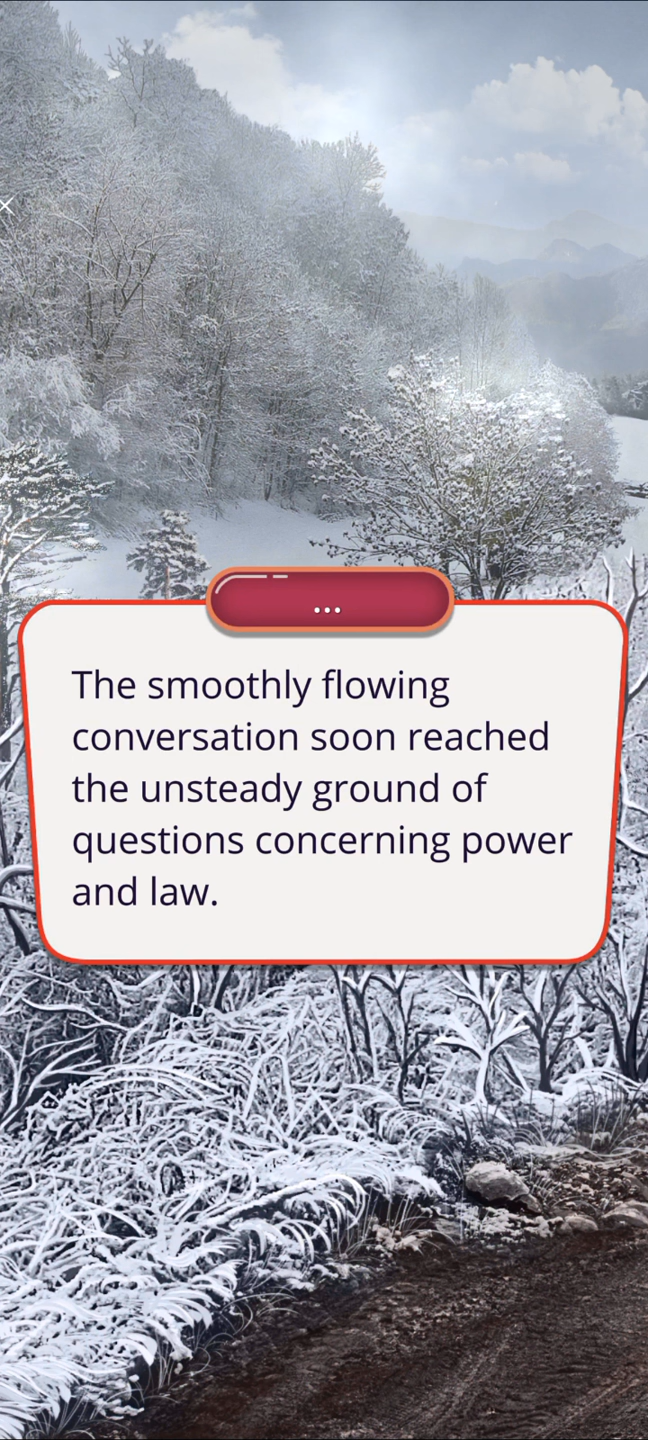 ...
The smoothly flowing
conversation soon reached
the unsteady ground of
questions concerning power
and law.